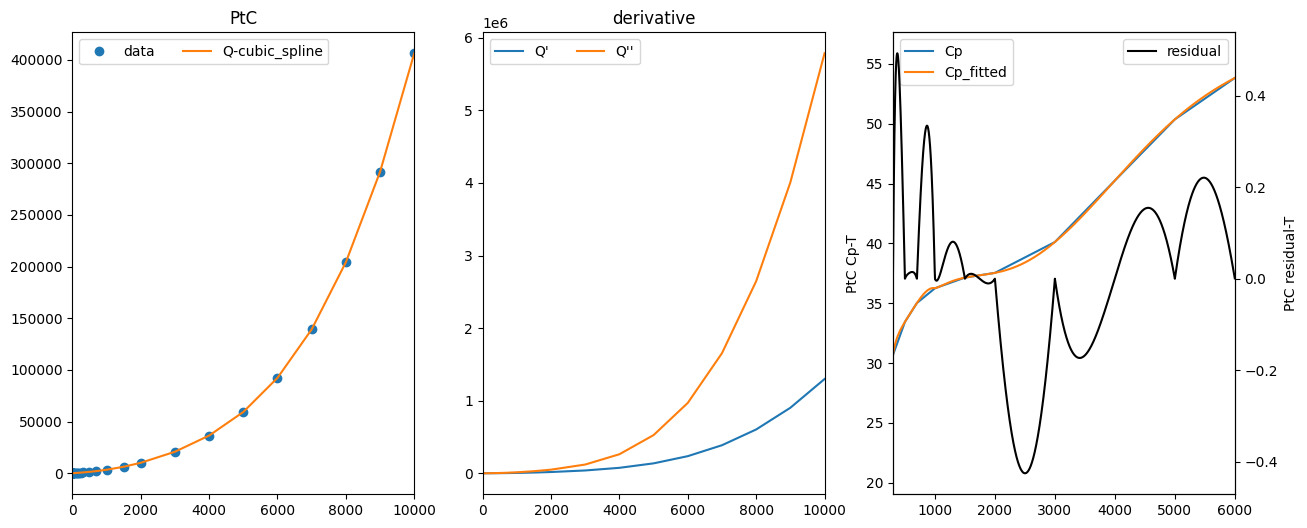 PtC
data
Q-cubic_spline
400000
350000
300000
250000
200000
150000
100000
50000
0
0 2000 4000 6000 8000 10000
derivative
1e6
Q'
Q''
6
5
4
3
2
1
0
0 2000 4000 6000 8000 10000
Cp
Cp_fitted
residual
PtC Cp-T
55
50
45
40
35
30
25
20
1000 2000 3000 4000 5000 6000
0.4
0.2
0.0
−0.2
−0.4
PtC residual-T